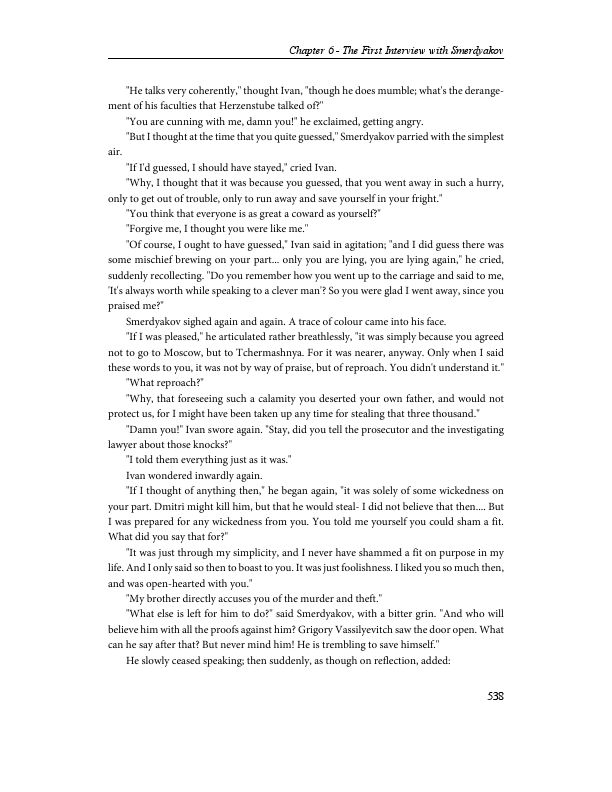 Chapter 6 - The First Interview with Smerdyakov
"He talks very coherently," thought Ivan, "though he does mumble; what's the derange-
ment of his faculties that Herzenstube talked of?"
"You are cunning with me, damn you!" he exclaimed, getting angry.
"But I thought at the time that you quite guessed," Smerdyakov parried with the simplest
air.
"If I'd guessed, I should have stayed," cried Ivan.
"Why, I thought that it was because you guessed, that you went away in such a hurry,
only to get out of trouble, only to run away and save yourself in your fright."
"You think that everyone is as great a coward as yourself?"
"Forgive me, I thought you were like me."
"Of course, I ought to have guessed," Ivan said in agitation; "and I did guess there was
some mischief brewing on your part... only you are lying, you are lying again," he cried,
suddenly recollecting. "Do you remember how you went up to the carriage and said to me,
'It's always worth while speaking to a clever man'? So you were glad I went away, since you
praised me?"
Smerdyakov sighed again and again. A trace of colour came into his face.
"If I was pleased," he articulated rather breathlessly, "it was simply because you agreed
not to go to Moscow, but to Tchermashnya. For it was nearer, anyway. Only when I said
these words to you, it was not by way of praise, but of reproach. You didn't understand it."
"What reproach?"
"Why, that foreseeing such a calamity you deserted your own father, and would not
protect us, for I might have been taken up any time for stealing that three thousand."
"Damn you!" Ivan swore again. "Stay, did you tell the prosecutor and the investigating
lawyer about those knocks?"
"I told them everything just as it was."
Ivan wondered inwardly again.
"If I thought of anything then," he began again, "it was solely of some wickedness on
your part. Dmitri might kill him, but that he would steal- I did not believe that then.... But
I was prepared for any wickedness from you. You told me yourself you could sham a fit.
What did you say that for?"
"It was just through my simplicity, and I never have shammed a fit on purpose in my
life. And I only said so then to boast to you. It was just foolishness. I liked you so much then,
and was open-hearted with you."
"My brother directly accuses you of the murder and theft."
"What else is left for him to do?" said Smerdyakov, with a bitter grin. "And who will
believe him with all the proofs against him? Grigory Vassilyevitch saw the door open. What
can he say after that? But never mind him! He is trembling to save himself."
He slowly ceased speaking; then suddenly, as though on reflection, added:
538